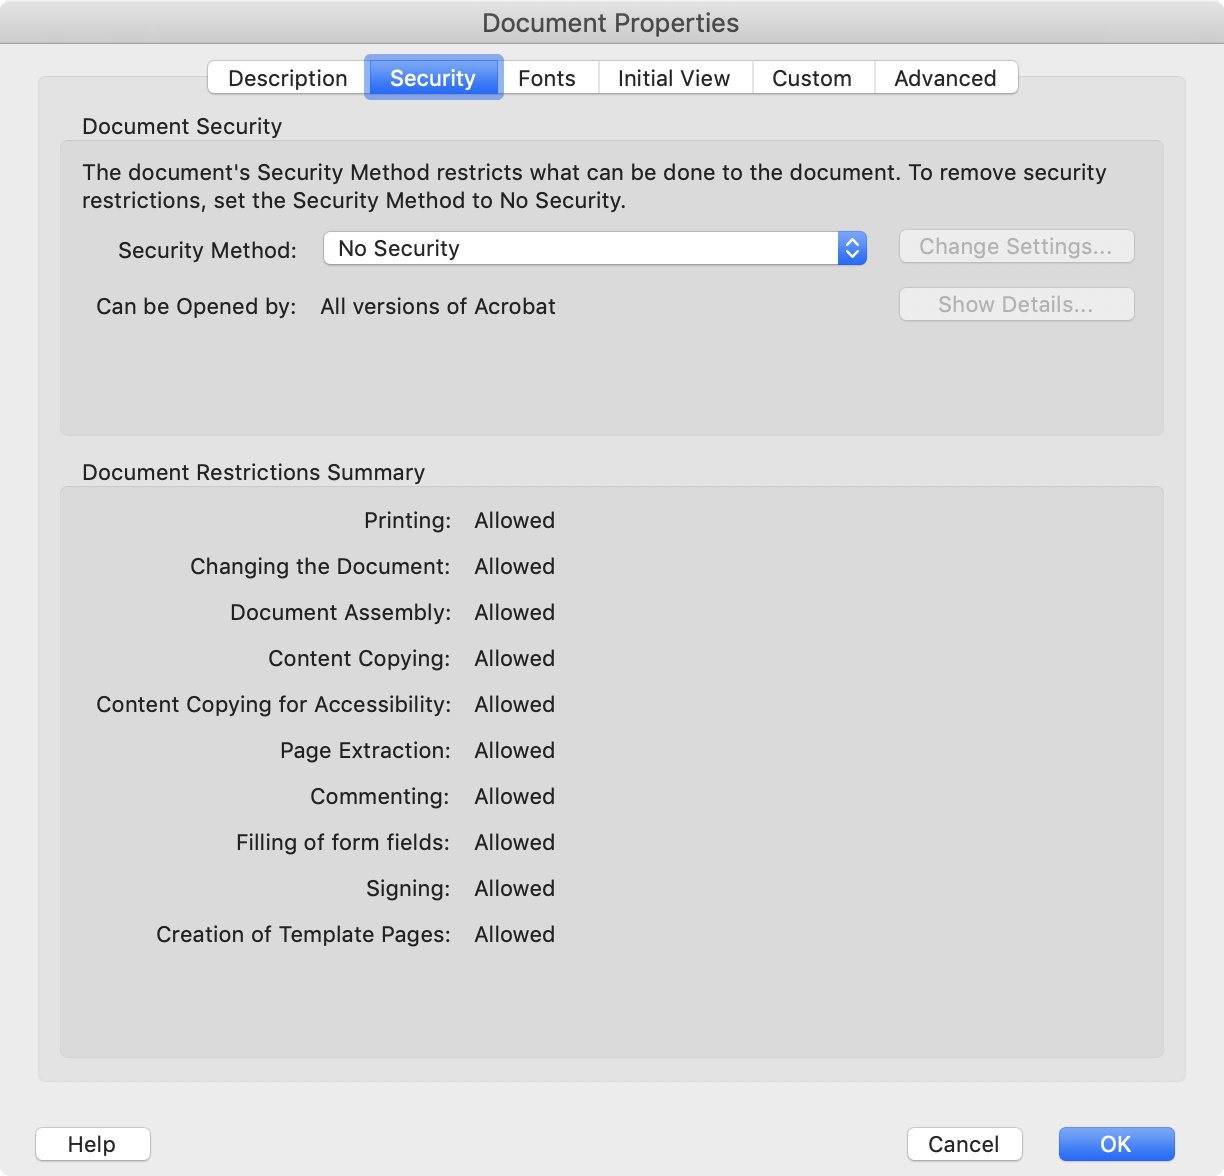 Document Properties
Description Security Fonts Initial View Custom Advanced
Document Security
The document's Security Method restricts what can be done to the document. To remove security
restrictions, set the Security Method to No Security.
Security Method: No Security Change Settings...
Can be Opened by: All versions of Acrobat Show Details...
Document Restrictions Summary
Printing: Allowed
Changing the Document: Allowed
Document Assembly: Allowed
Content Copying: Allowed
Content Copying for Accessibility: Allowed
Page Extraction: Allowed
Commenting: Allowed
Filling of form fields: Allowed
Signing: Allowed
Creation of Template Pages: Allowed
Help Cancel OK